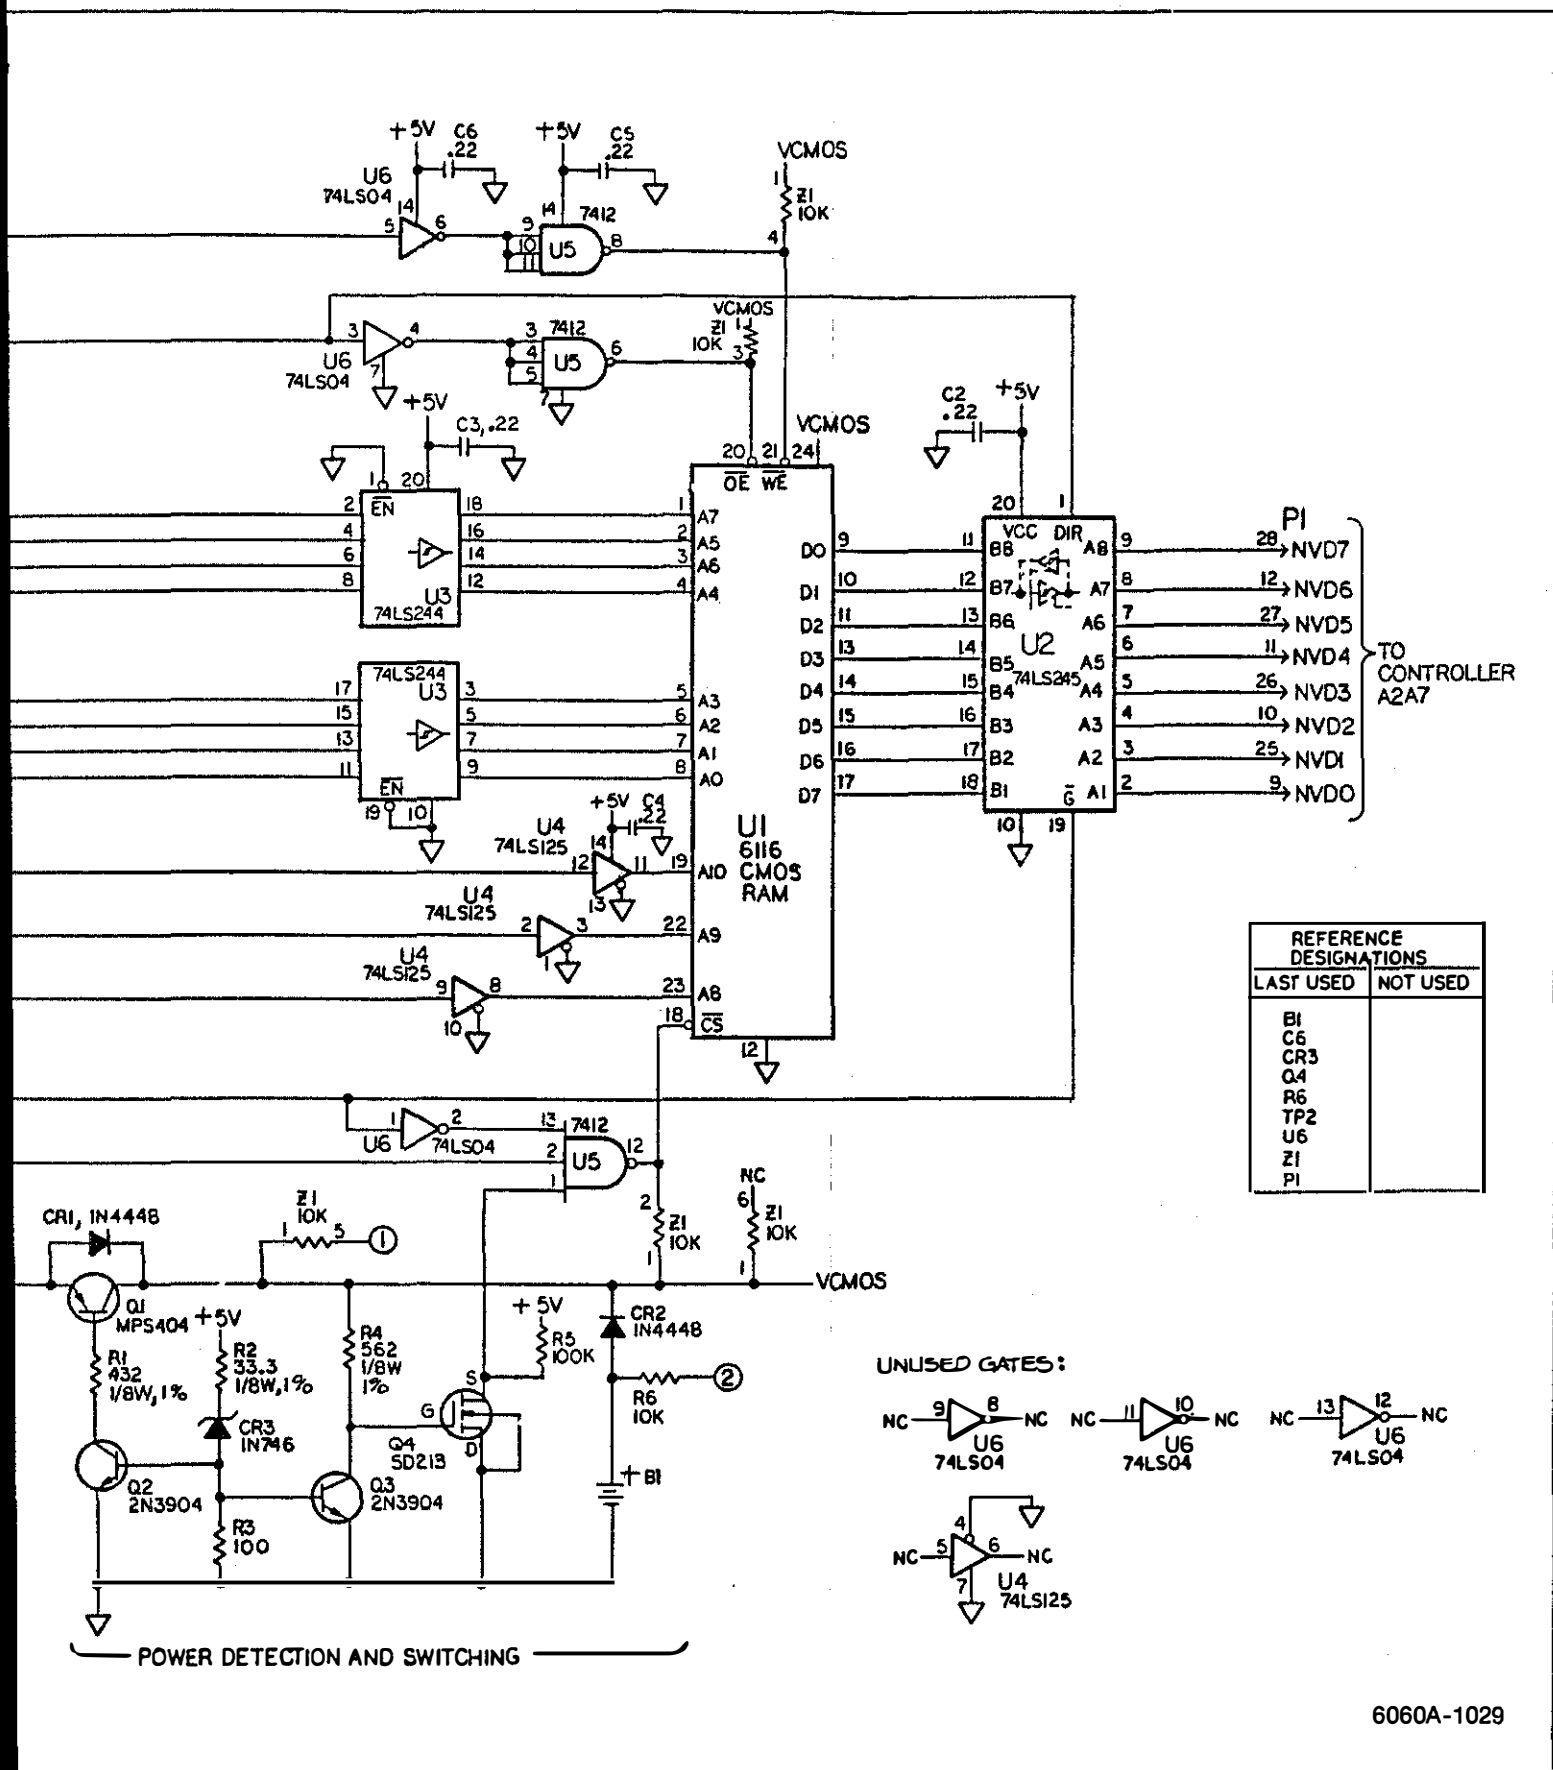 +5V C6 .22
+5V C5 .22
VCMOS
U6 74LS04
14
5 6
14 7412
9
10
11
U5
8
1
Z1
10K
4
VCMOS
Z1 1
10K
3
3 4
U6
74LS04
7
7412
3
4
5
U5
6
7
+5V
C3,.22
1 20
EN
2 18
4 16
6 14
8 12
U3
74LS244
74LS244
U3
17 3
15 5
13 7
11 9
EN
19 10
VCMOS
20 21 24
OE WE
1 A7
2 A5
3 A6
4 A4
5 A3
6 A2
7 A1
8 A0
19 A10
22 A9
23 A8
18 CS
12
U1
6116
CMOS
RAM
D0 9
D1 10
D2 11
D3 13
D4 14
D5 15
D6 16
D7 17
C2
.22
+5V
20 1
VCC DIR
11 B8 A8 9
12 B7 A7 8
13 B6 A6 7
14 B5 A5 6
15 B4 A4 5
16 B3 A3 4
17 B2 A2 3
18 B1 A1 2
U2
74LS245
G
10 19
P1
28 NVD7
12 NVD6
27 NVD5
11 NVD4
26 NVD3
10 NVD2
25 NVD1
9 NVD0
TO
CONTROLLER
A2A7
+5V C4
.22
U4
74LS125
14
12 11
13
U4
74LS125
2 3
1
U4
74LS125
9 8
10
REFERENCE
DESIGNATIONS
LAST USED NOT USED
B1
C6
CR3
Q4
R6
TP2
U6
Z1
P1
1 2
U6 74LS04
13 7412
2
1
U5
12
2
Z1
10K
1
NC
6
Z1
10K
1
CR1, 1N4448
Z1
10K
1 5 1
VCMOS
Q1
MPS404
+5V
R1
432
1/8W, 1%
R2
33.3
1/8W, 1%
R4
562
1/8W
1%
CR3
1N746
Q2
2N3904
R3
100
Q3
2N3904
S
G
D
Q4
SD213
+5V
R5
100K
CR2
1N4448
R6
10K
2
+ B1
UNUSED GATES:
NC 9 8 NC
U6
74LS04
NC 11 10 NC
U6
74LS04
NC 13 12 NC
U6
74LS04
4
NC 5 6 NC
7 U4
74LS125
POWER DETECTION AND SWITCHING
6060A-1029